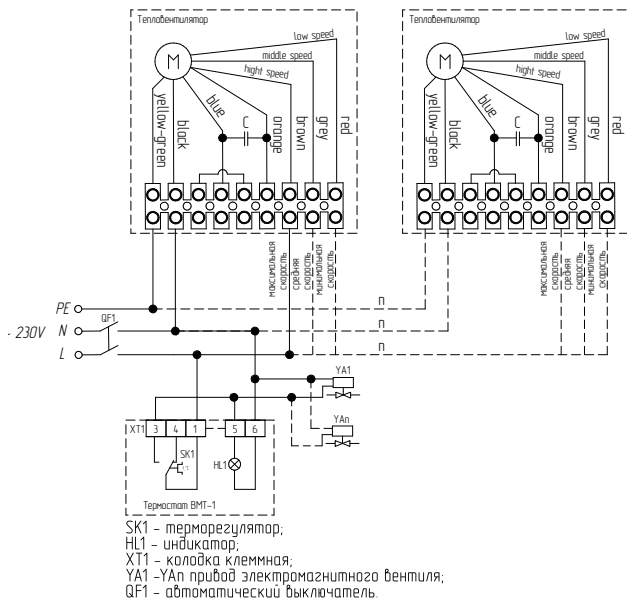 Тепловентилятор
M
low speed
middle speed
hight speed
yellow-green
black
blue
C
orange
brown
grey
red
Тепловентилятор
M
low speed
middle speed
hight speed
yellow-green
black
blue
C
orange
brown
grey
red
максимальная
скорость
средняя
скорость
минимальная
скорость
максимальная
скорость
средняя
скорость
минимальная
скорость
PE
n
QF1
~ 230V N
n
L
n
YA1
YAn
XT1 3 4 1 5 6
SK1
t°C
HL1
Термостат ВМТ-1
SK1 – терморегулятор;
HL1 – индикатор;
XT1 – колодка клеммная;
YA1 -YAn привод электромагнитного вентиля;
QF1 – автоматический выключатель.